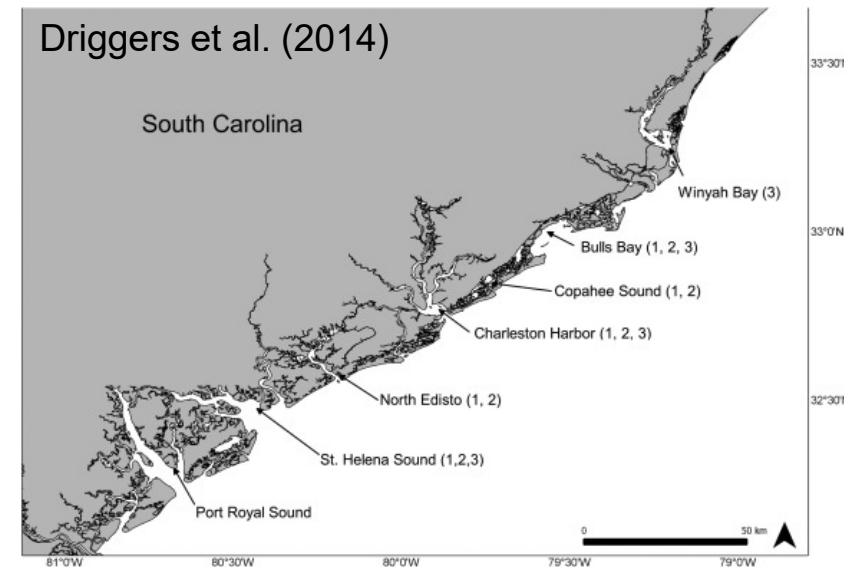 Driggers et al. (2014)
South Carolina
33°30'N
Winyah Bay (3)
33°0'N
Bulls Bay (1, 2, 3)
Copahee Sound (1, 2)
Charleston Harbor (1, 2, 3)
North Edisto (1, 2)
32°30'N
St. Helena Sound (1,2,3)
Port Royal Sound
0 50 km
81°0'W 80°30'W 80°0'W 79°30'W 79°0'W